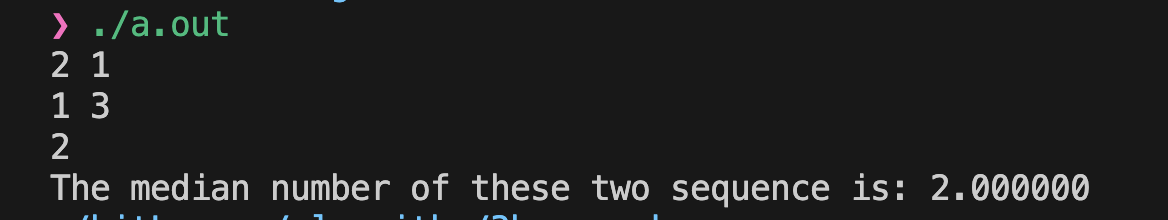 ❯ ./a.out
2 1
1 3
2
The median number of these two sequence is: 2.000000